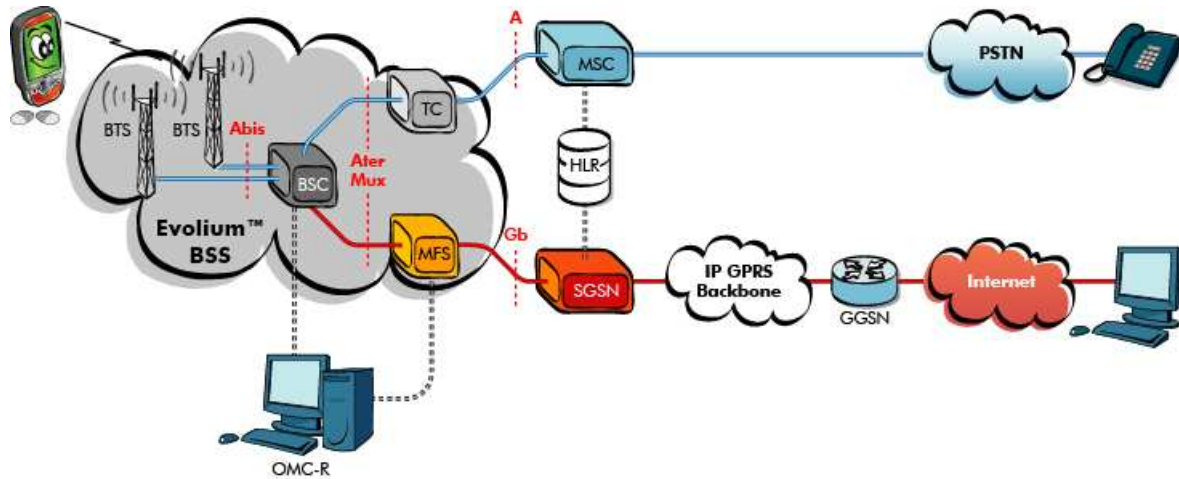 A
MSC
PSTN
TC
BTS
BTS
Abis
Ater
Mux
HLR
BSC
Evolium™
BSS
MFS
Gb
SGSN
IP GPRS
Backbone
GGSN
Internet
OMC-R